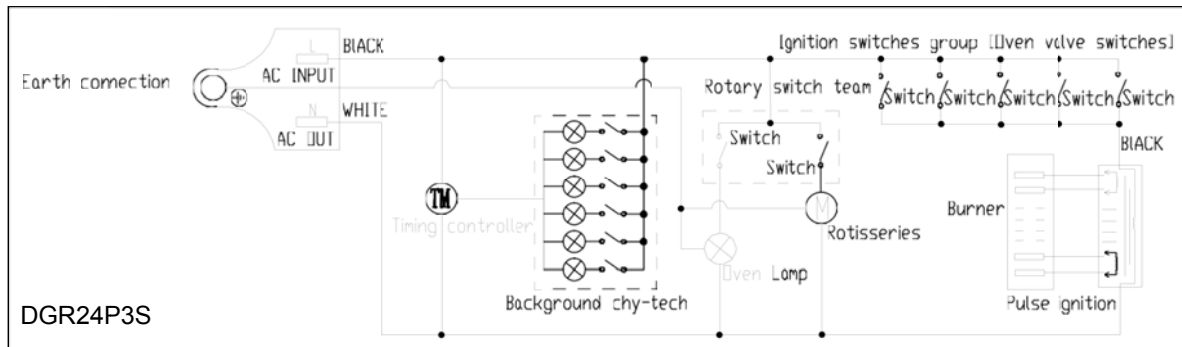 L
BLACK
AC INPUT
Earth connection
N
WHITE
AC OUT
Ignition switches group [Oven valve switches]
Rotary switch team
Switch
Switch
Switch
Switch
Switch
Switch
Switch
BLACK
TM
Timing controller
M
Rotisseries
Burner
Oven Lamp
Background chy-tech
Pulse ignition
DGR24P3S